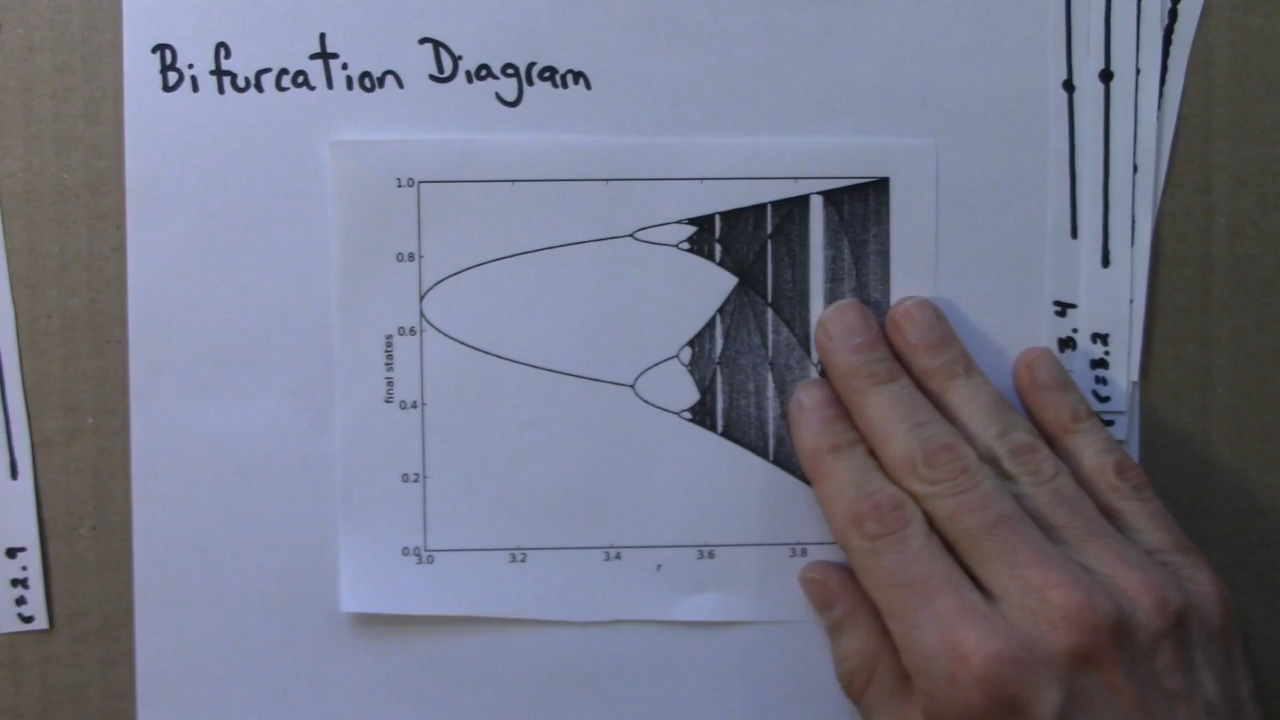 Bifurcation Diagram
1.0
0.8
0.6
0.4
0.2
0.0
final states
3.0 3.2 3.4 3.6 3.8
r
r=2.9
3.4
r=3.2